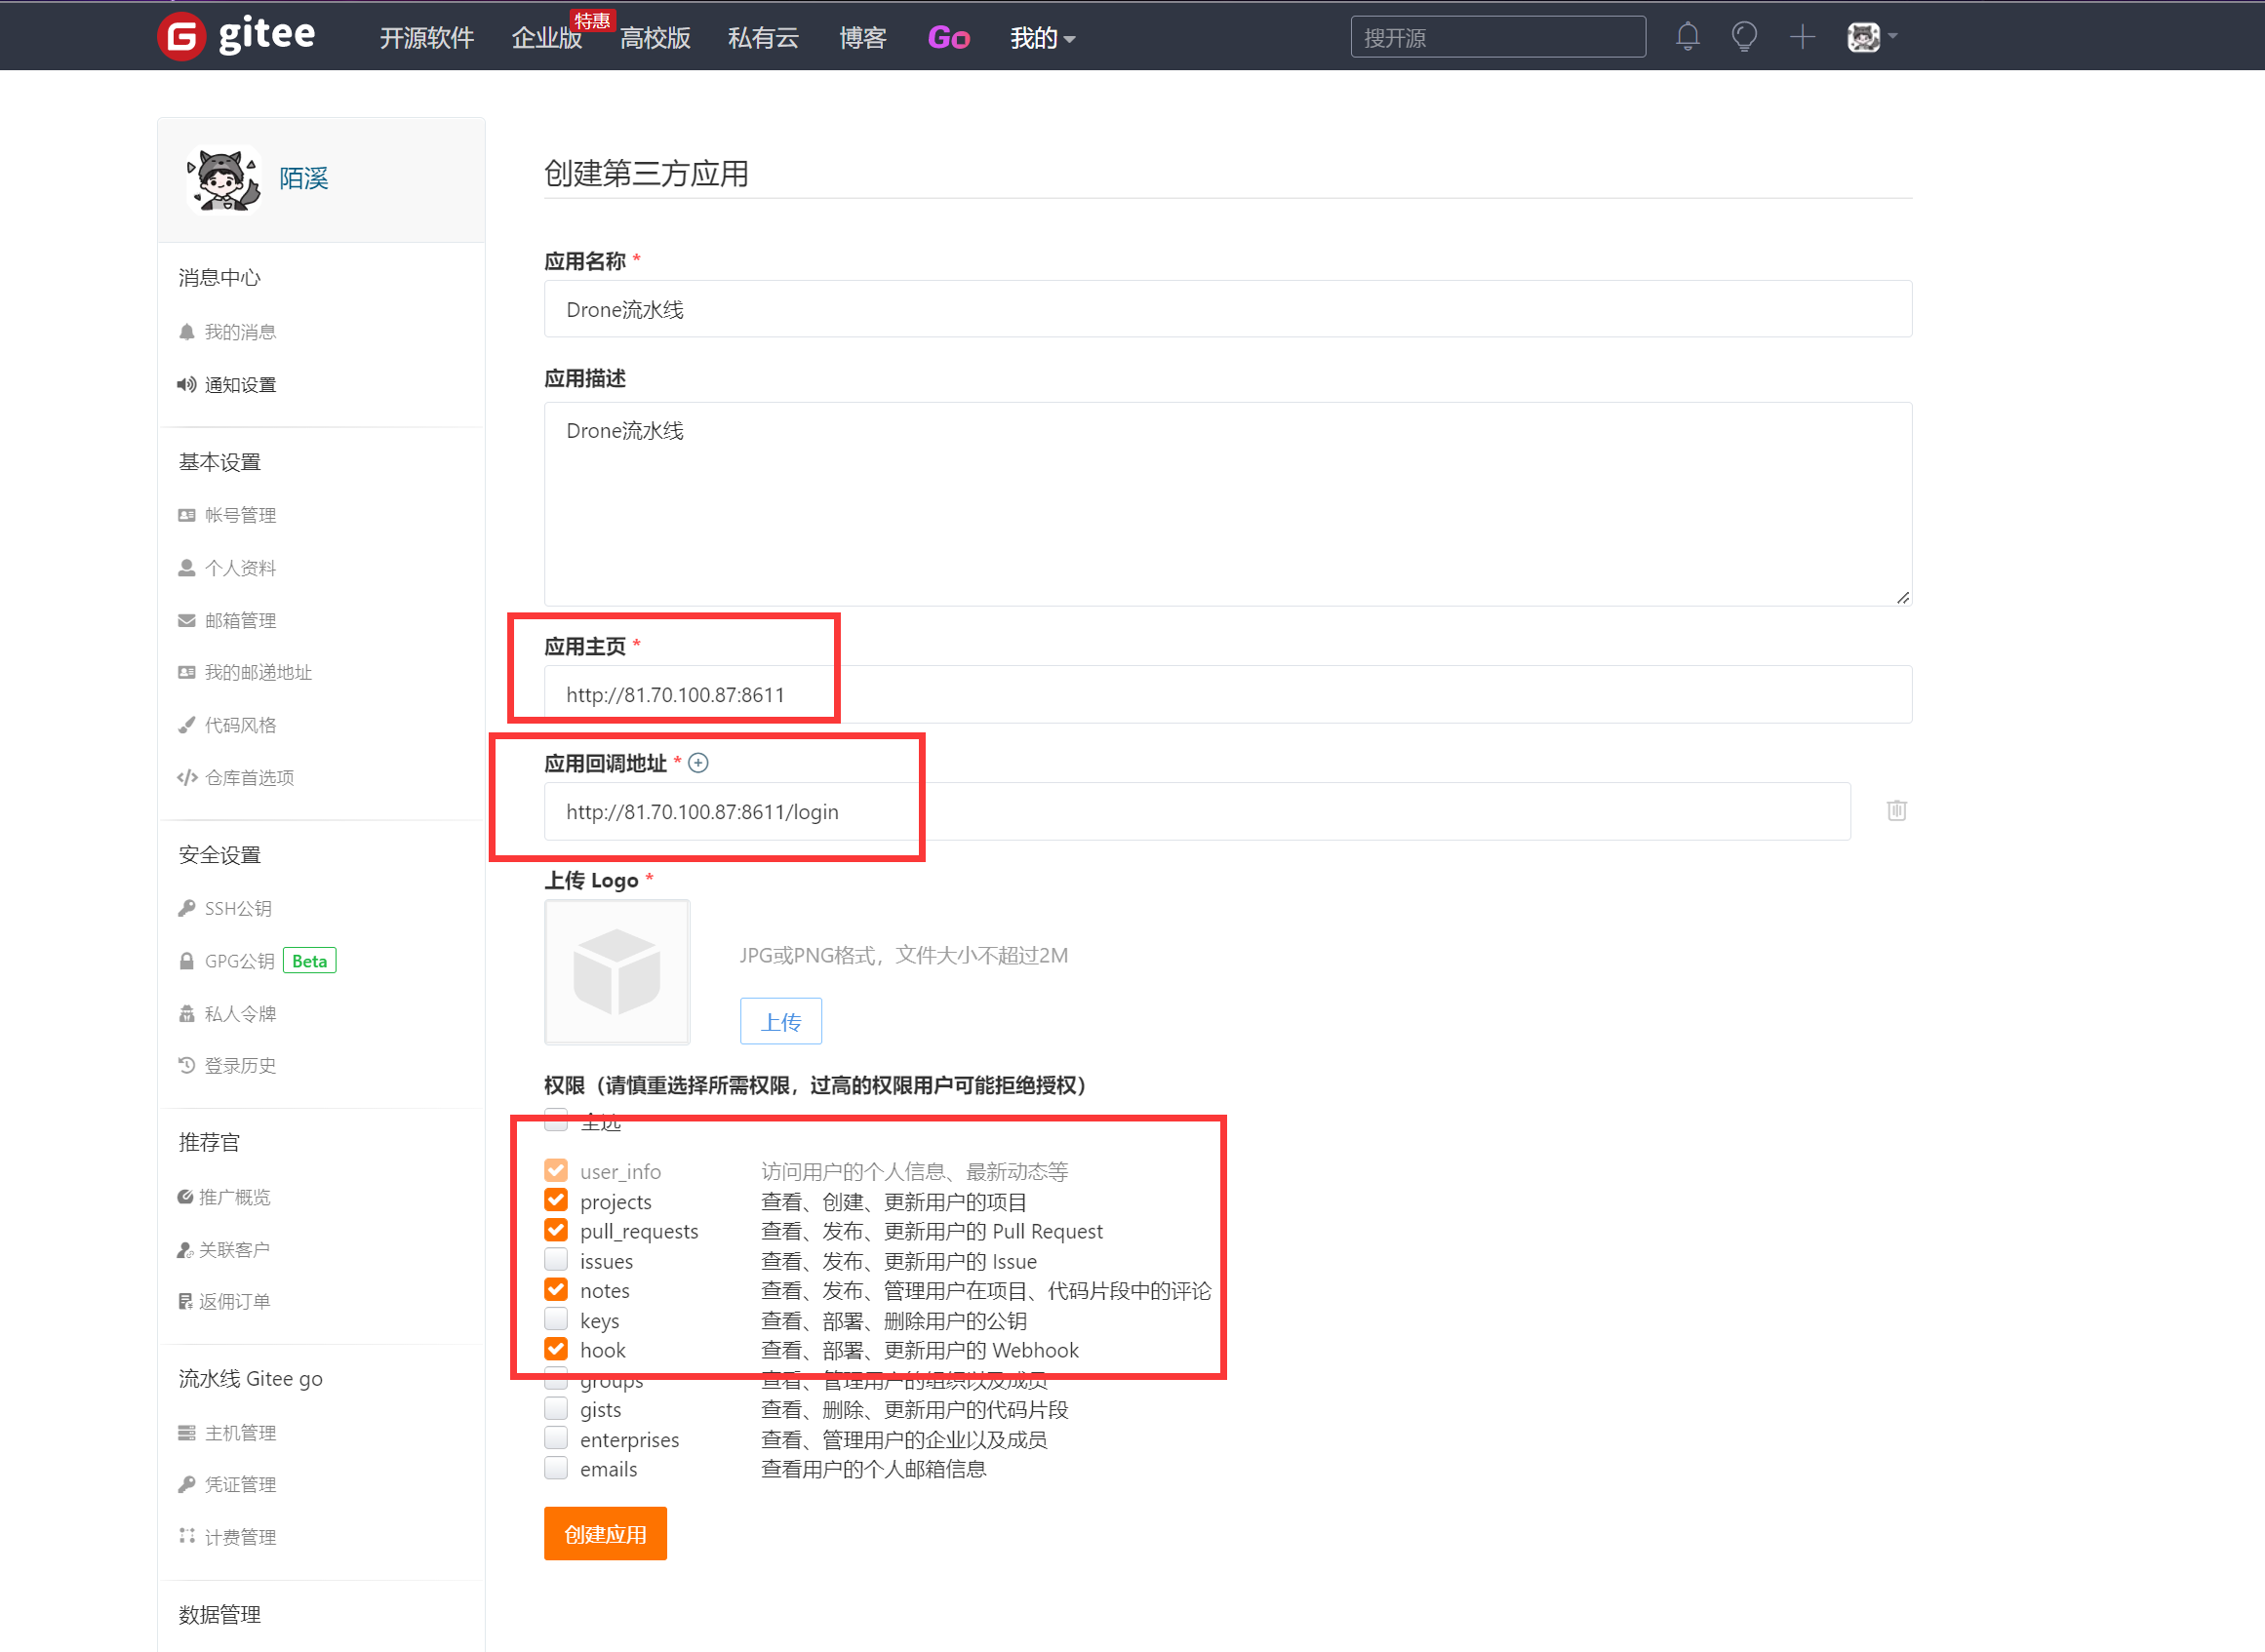 gitee 开源软件 企业版 特惠 高校版 私有云 博客 Go 我的 搜开源
陌溪
消息中心
我的消息
通知设置
基本设置
帐号管理
个人资料
邮箱管理
我的邮递地址
代码风格
仓库首选项
安全设置
SSH公钥
GPG公钥 Beta
私人令牌
登录历史
推荐官
推广概览
关联客户
返佣订单
流水线 Gitee go
主机管理
凭证管理
计费管理
数据管理
创建第三方应用
应用名称 *
Drone流水线
应用描述
Drone流水线
应用主页 *
http://81.70.100.87:8611
应用回调地址 *
http://81.70.100.87:8611/login
上传 Logo *
JPG或PNG格式，文件大小不超过2M
上传
权限（请慎重选择所需权限，过高的权限用户可能拒绝授权）
全选
user_info 访问用户的个人信息、最新动态等
projects 查看、创建、更新用户的项目
pull_requests 查看、发布、更新用户的 Pull Request
issues 查看、发布、更新用户的 Issue
notes 查看、发布、管理用户在项目、代码片段中的评论
keys 查看、部署、删除用户的公钥
hook 查看、部署、更新用户的 Webhook
groups 查看、管理用户的组织以及成员
gists 查看、删除、更新用户的代码片段
enterprises 查看、管理用户的企业以及成员
emails 查看用户的个人邮箱信息
创建应用